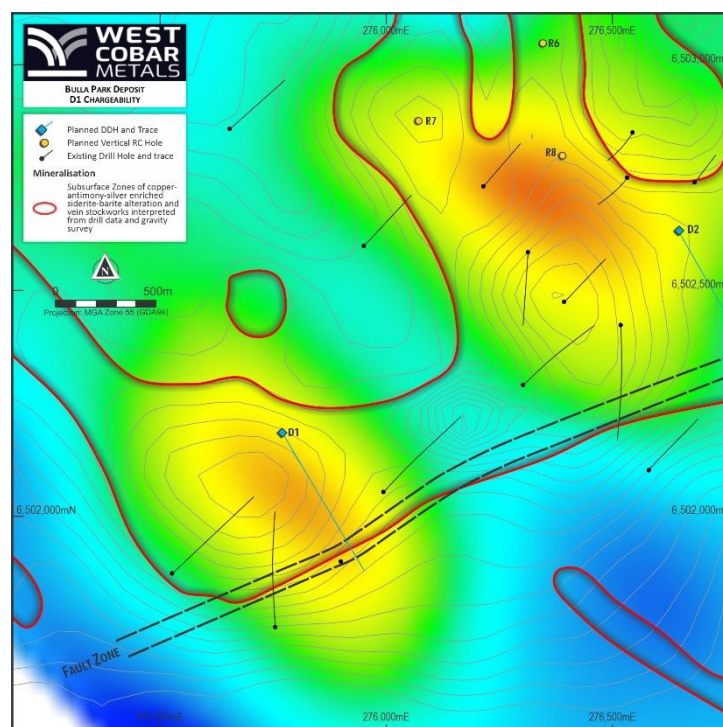 WEST
COBAR
METALS
BULLA PARK DEPOSIT
D1 CHARGEABILITY
Planned DDH and Trace
Planned Vertical RC Hole
Existing Drill Hole and trace
Mineralisation
Subsurface Zones of copper-
antimony-silver enriched
siderite-barite alteration and
vein stockworks interpreted
from drill data and gravity
survey
N
0 500m
Projection: MGA Zone 55 (GDA94)
276,000mE
276,500mE
6,503,000m
R6
R7
R8
D2
6,502,500m
D1
6,502,000mN
6,502,000m
FAULT ZONE
276,000mE
276,500mE